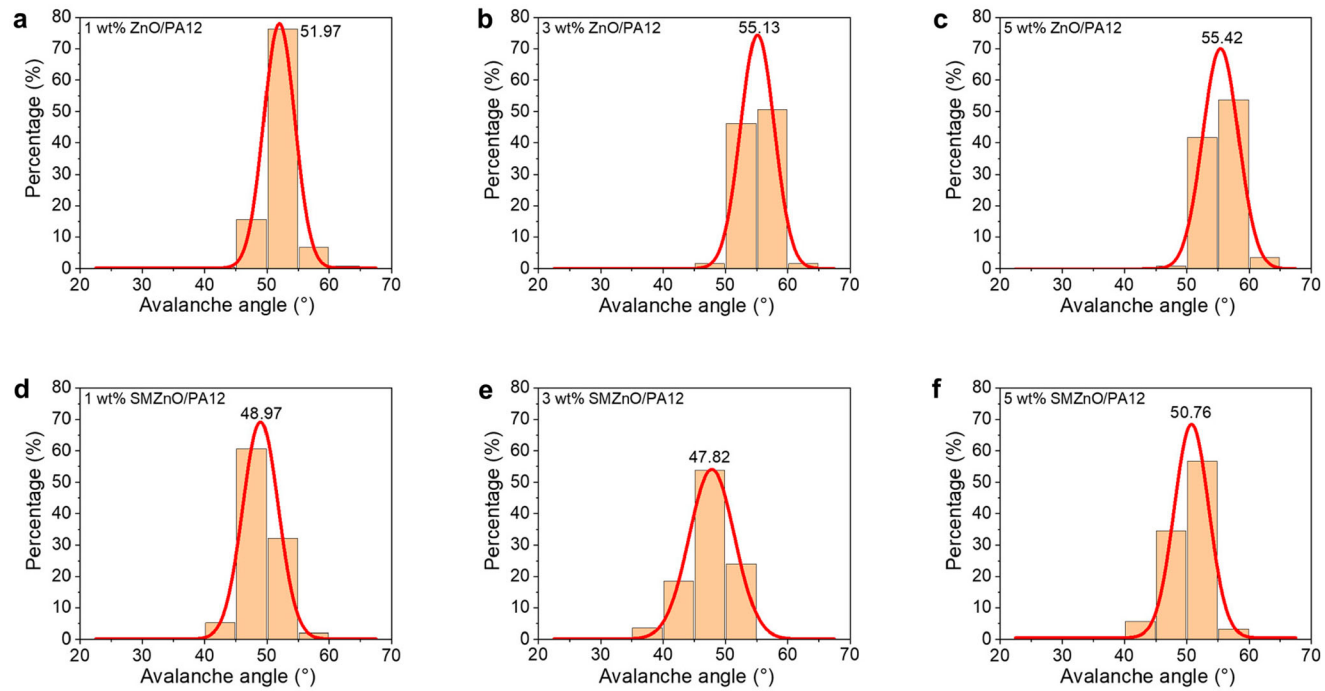 a
1 wt% ZnO/PA12
51.97
Percentage (%)
80
70
60
50
40
30
20
10
0
20 30 40 50 60 70
Avalanche angle (°)
b
3 wt% ZnO/PA12
55.13
Percentage (%)
80
70
60
50
40
30
20
10
0
20 30 40 50 60 70
Avalanche angle (°)
c
5 wt% ZnO/PA12
55.42
Percentage (%)
80
70
60
50
40
30
20
10
0
20 30 40 50 60 70
Avalanche angle (°)
d
1 wt% SMZnO/PA12
48.97
Percentage (%)
80
70
60
50
40
30
20
10
0
20 30 40 50 60 70
Avalanche angle (°)
e
3 wt% SMZnO/PA12
47.82
Percentage (%)
80
70
60
50
40
30
20
10
0
20 30 40 50 60 70
Avalanche angle (°)
f
5 wt% SMZnO/PA12
50.76
Percentage (%)
80
70
60
50
40
30
20
10
0
20 30 40 50 60 70
Avalanche angle (°)